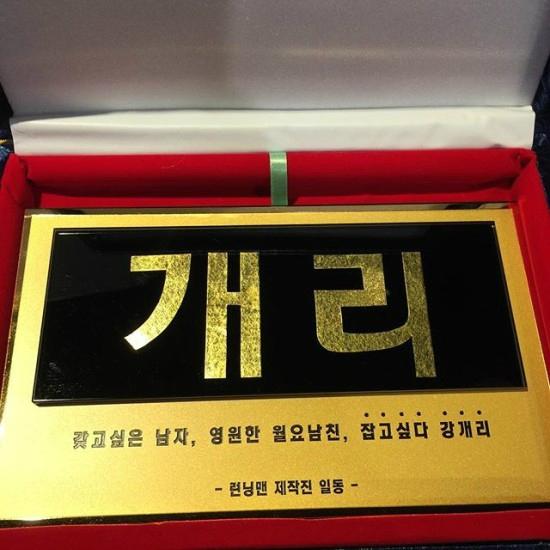 개리
갖고싶은 남자, 영원한 월요남친, 잡고싶다 강개리
- 런닝맨 제작진 일동 -